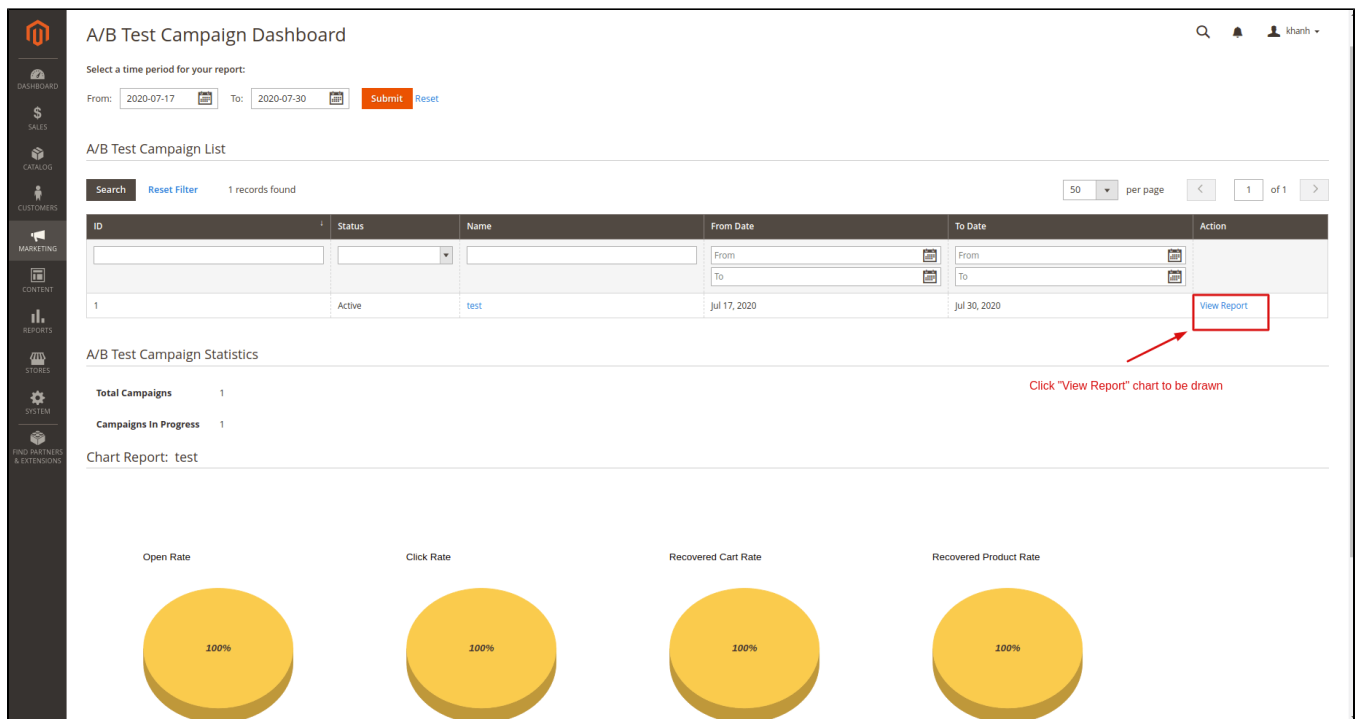 A/B Test Campaign Dashboard
khanh
Select a time period for your report:
From: 2020-07-17 To: 2020-07-30 Submit Reset
DASHBOARD
SALES
CATALOG
CUSTOMERS
MARKETING
CONTENT
REPORTS
STORES
SYSTEM
FIND PARTNERS
& EXTENSIONS
A/B Test Campaign List
Search Reset Filter 1 records found 50 per page 1 of 1
ID ↓ Status Name From Date To Date Action
From From
To To
1 Active test Jul 17, 2020 Jul 30, 2020 View Report
A/B Test Campaign Statistics
Click "View Report" chart to be drawn
Total Campaigns 1
Campaigns In Progress 1
Chart Report: test
Open Rate Click Rate Recovered Cart Rate Recovered Product Rate
100% 100% 100% 100%